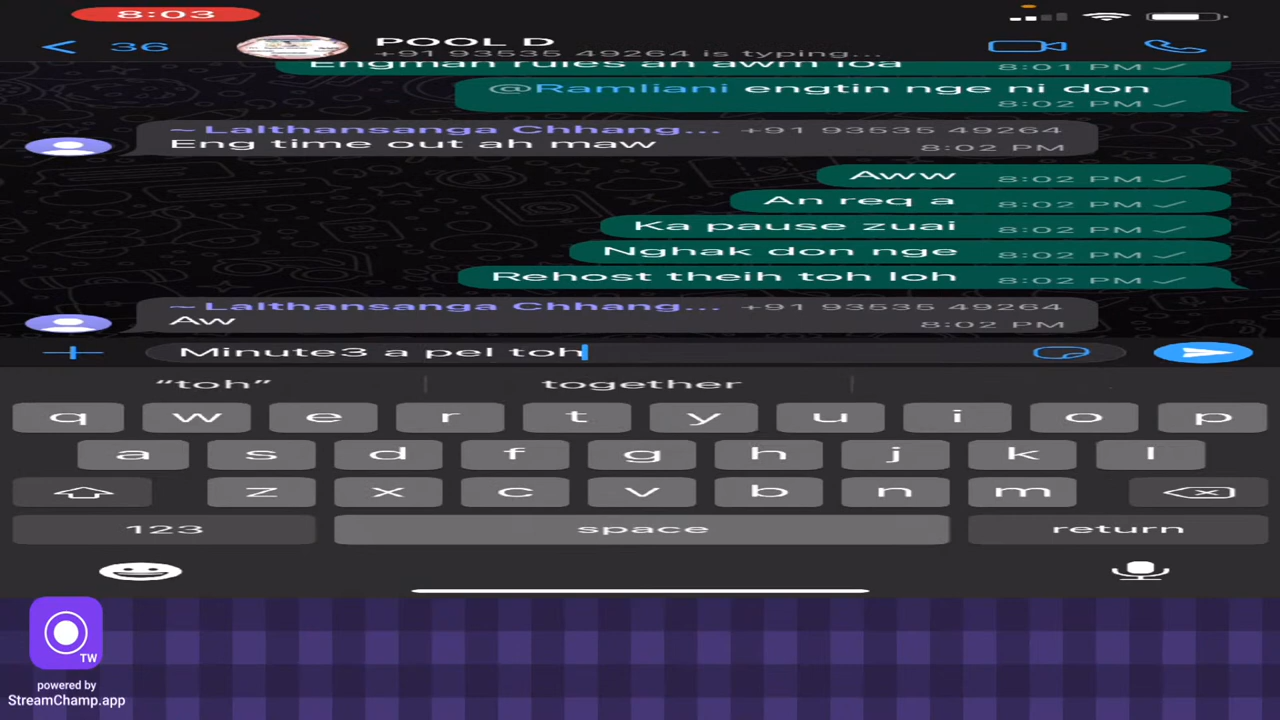 8:03
36
POOL D
+91 93535 49264 is typing...
Engman rules an awm loa
8:01 PM
@Ramliani engtin nge ni don
8:02 PM
~ Lalthansanga Chhang... +91 93535 49264
Eng time out ah maw
8:02 PM
Aww 8:02 PM
An req a 8:02 PM
Ka pause zuai 8:02 PM
Nghak don nge 8:02 PM
Rehost theih toh loh 8:02 PM
~ Lalthansanga Chhang... +91 93535 49264
Aw
8:02 PM
Minute3 a pel toh
“toh” together
q w e r t y u i o p
a s d f g h j k l
z x c v b n m
123 space return
TW
powered by
StreamChamp.app